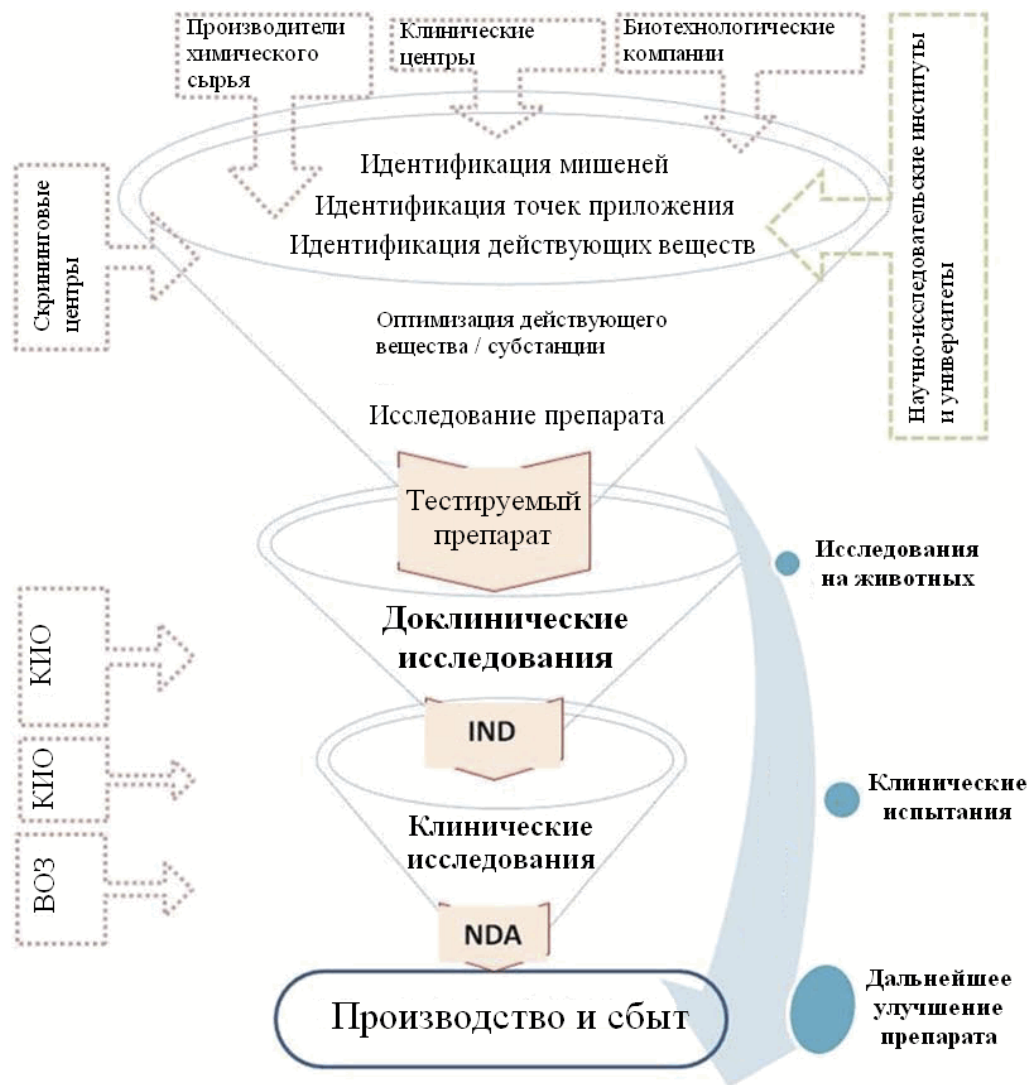 Производители
химического
сырья
Клинические
центры
Биотехнологические
компании
Научно-исследовательские институты
и университеты
Скрининговые
центры
Идентификация мишеней
Идентификация точек приложения
Идентификация действующих веществ
Оптимизация действующего
вещества / субстанции
Исследование препарата
Тестируемый
препарат
Исследования
на животных
Доклинические
исследования
КИО
IND
КИО
Клинические
испытания
Клинические
исследования
ВОЗ
NDA
Производство и сбыт
Дальнейшее
улучшение
препарата